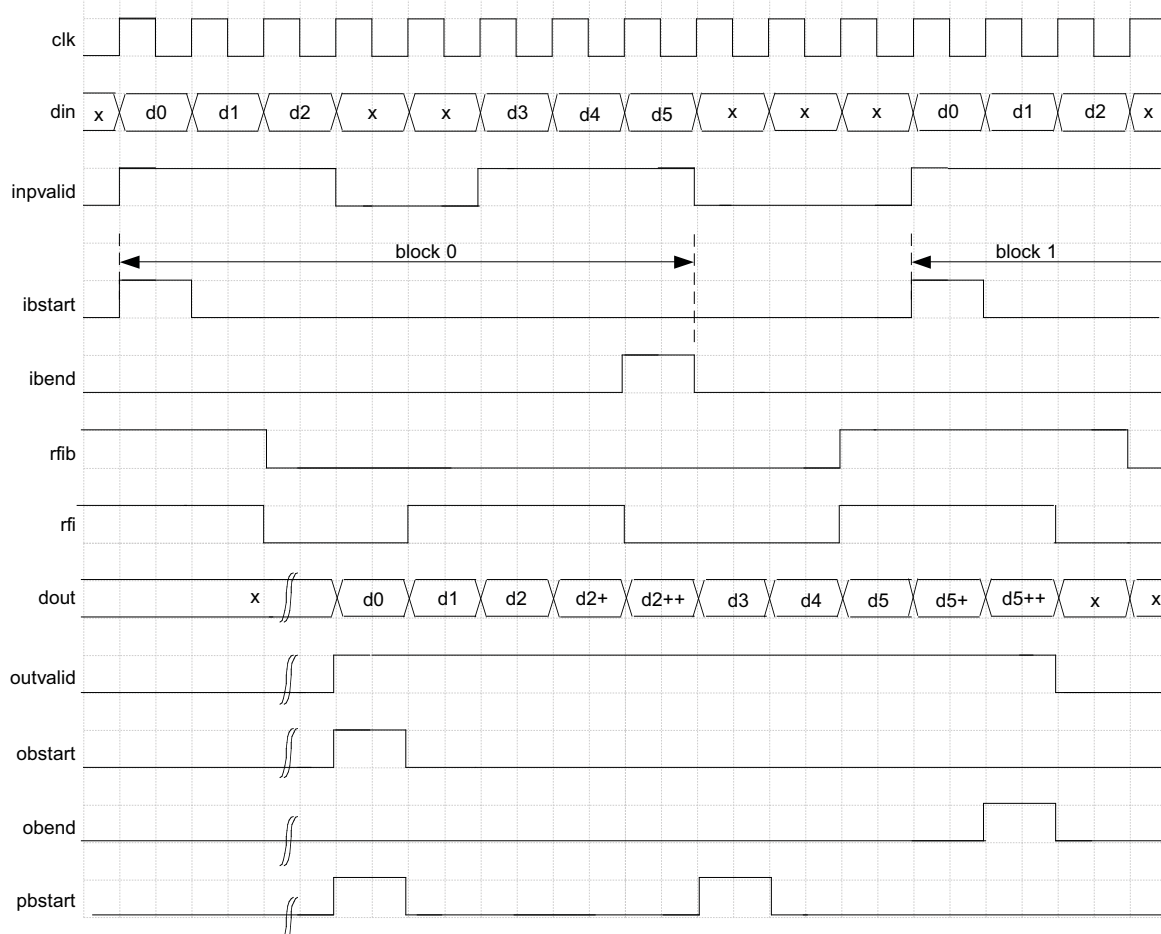 clk
din x d0 d1 d2 x x d3 d4 d5 x x x d0 d1 d2 x
inpvalid
block 0 block 1
ibstart
ibend
rfib
rfi
dout x d0 d1 d2 d2+ d2++ d3 d4 d5 d5+ d5++ x x
outvalid
obstart
obend
pbstart